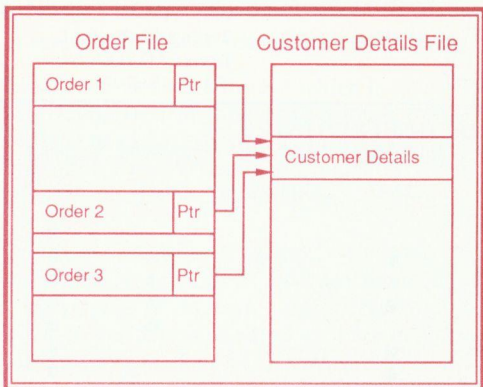 Order File
Customer Details File
Order 1 Ptr
Customer Details
Order 2 Ptr
Order 3 Ptr